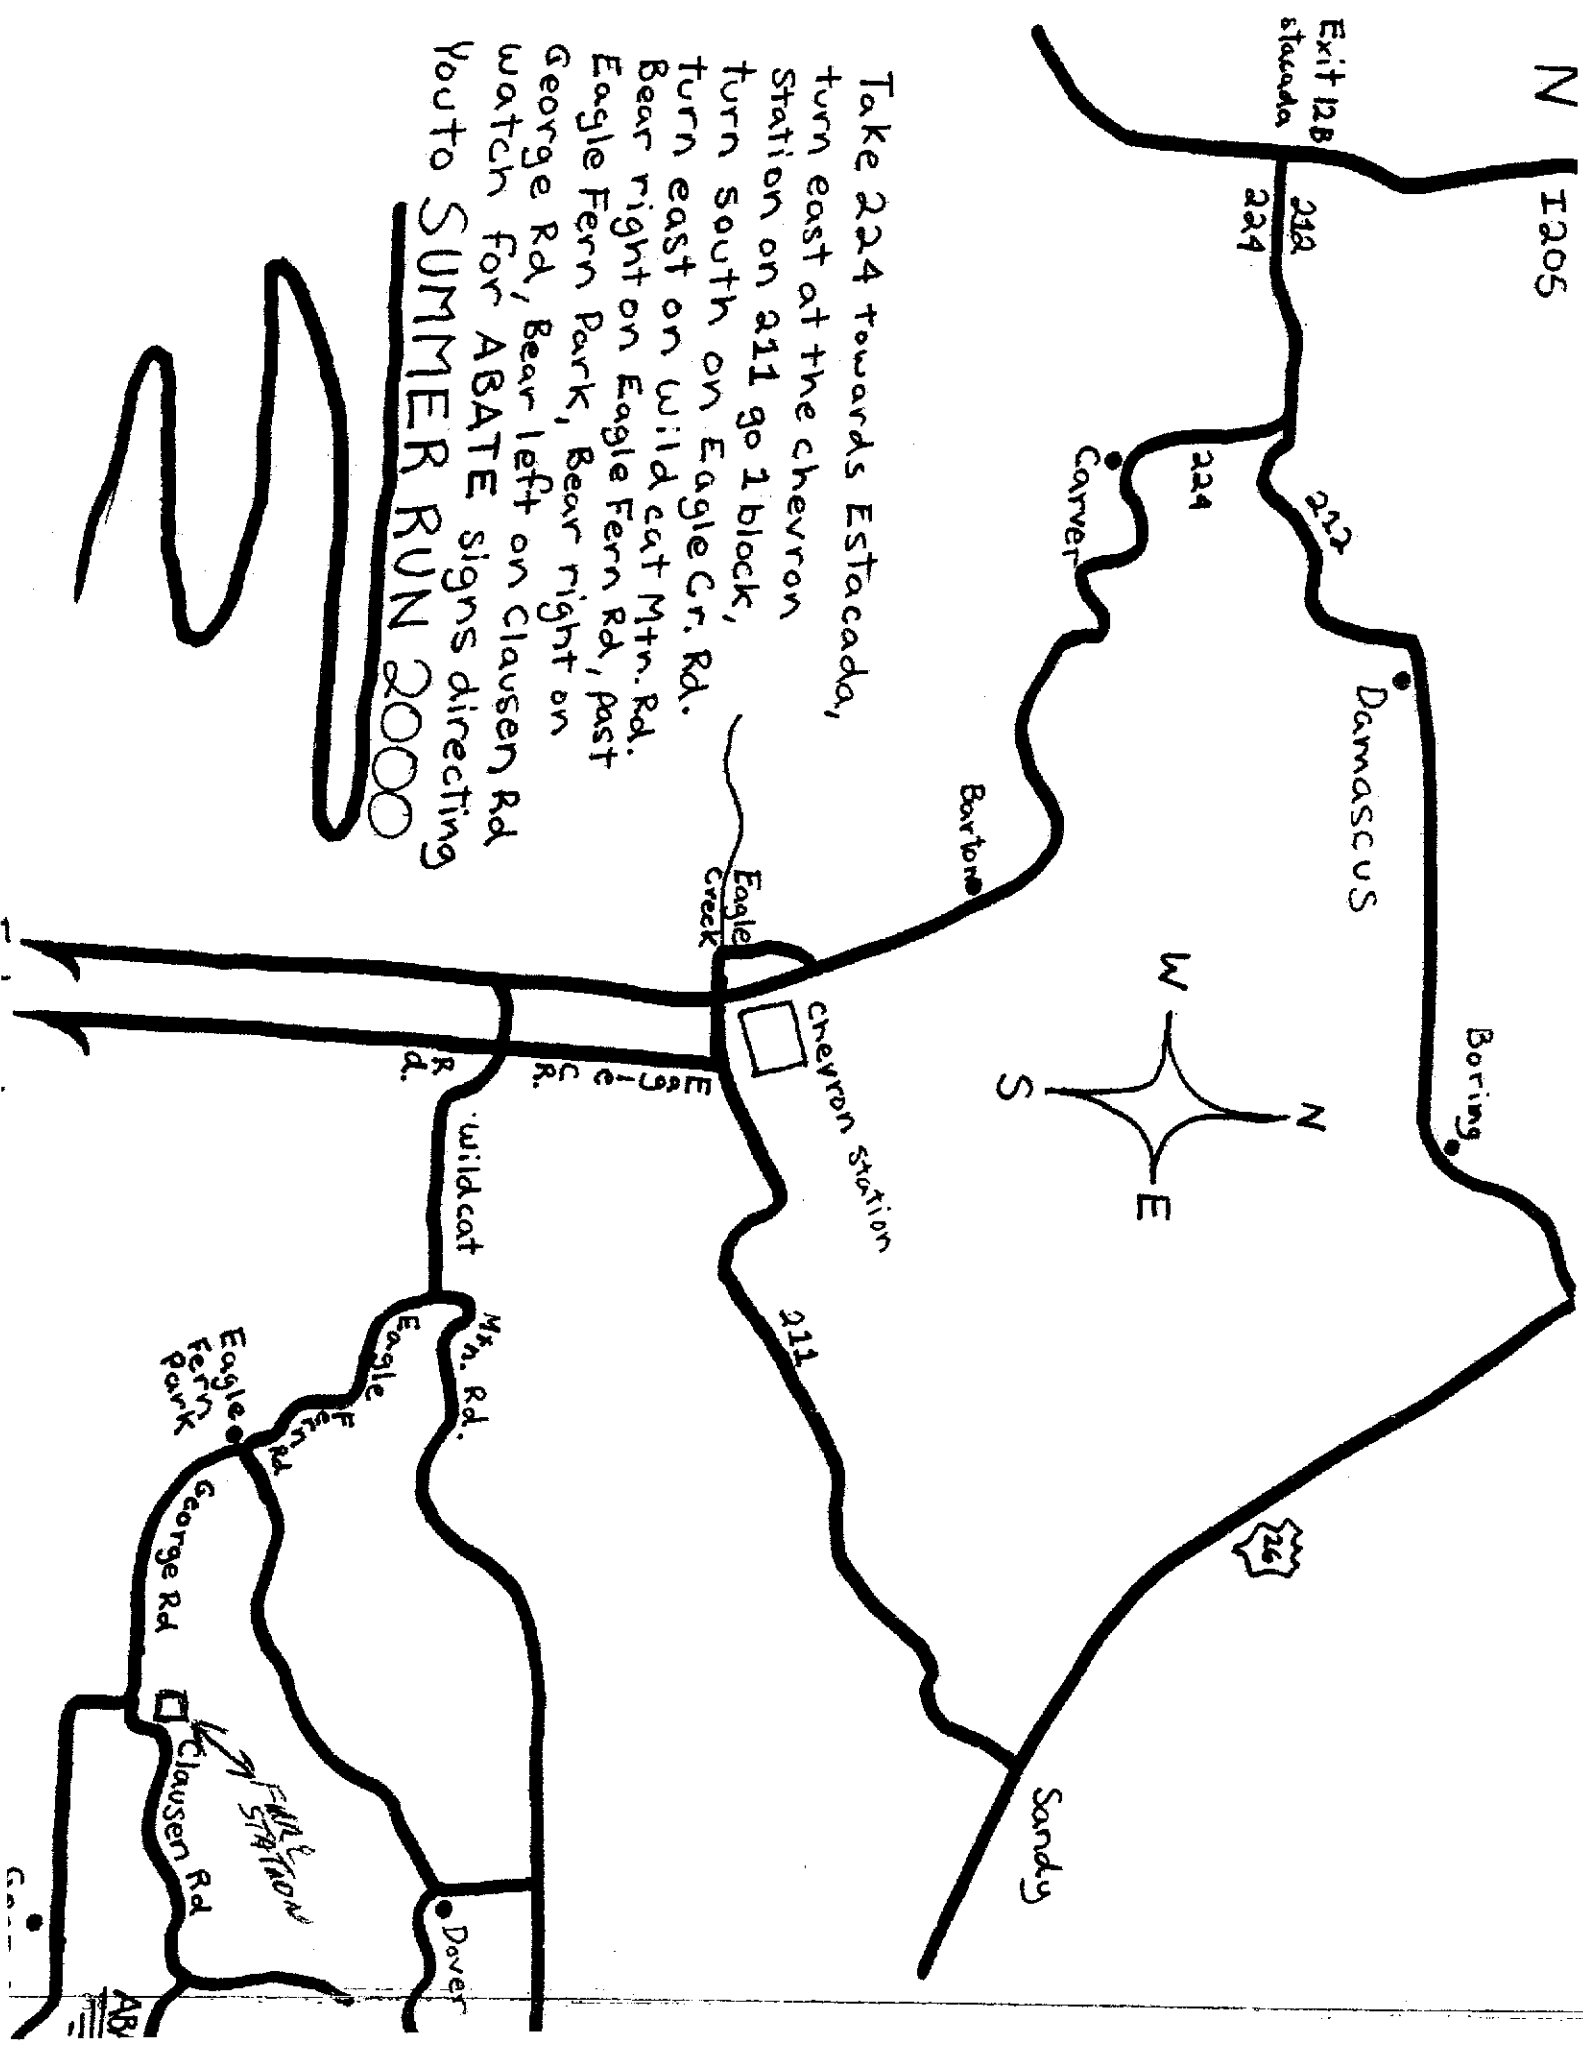 N
I205
Exit 12B
stacada
212
224
224
212
Carver
Damascus
Boring
Barton
N
W
E
S
26
Sandy
Chevron station
211
Eagle
Creek
Eagle CR.
Rd.
Wildcat
Mtn. Rd.
Eagle Fern Rd
Eagle
Fern
Park
George Rd
Clausen Rd
FIRE
STATION
Dover
AB
Take 224 towards Estacada,
turn east at the chevron
station on 211 go 1 block,
turn south on Eagle Cr. Rd.
turn east on Wildcat Mtn. Rd.
Bear right on Eagle Fern Rd, past
Eagle Fern Park, Bear right on
George Rd, Bear left on Clausen Rd
watch for ABATE signs directing
You to SUMMER RUN 2000